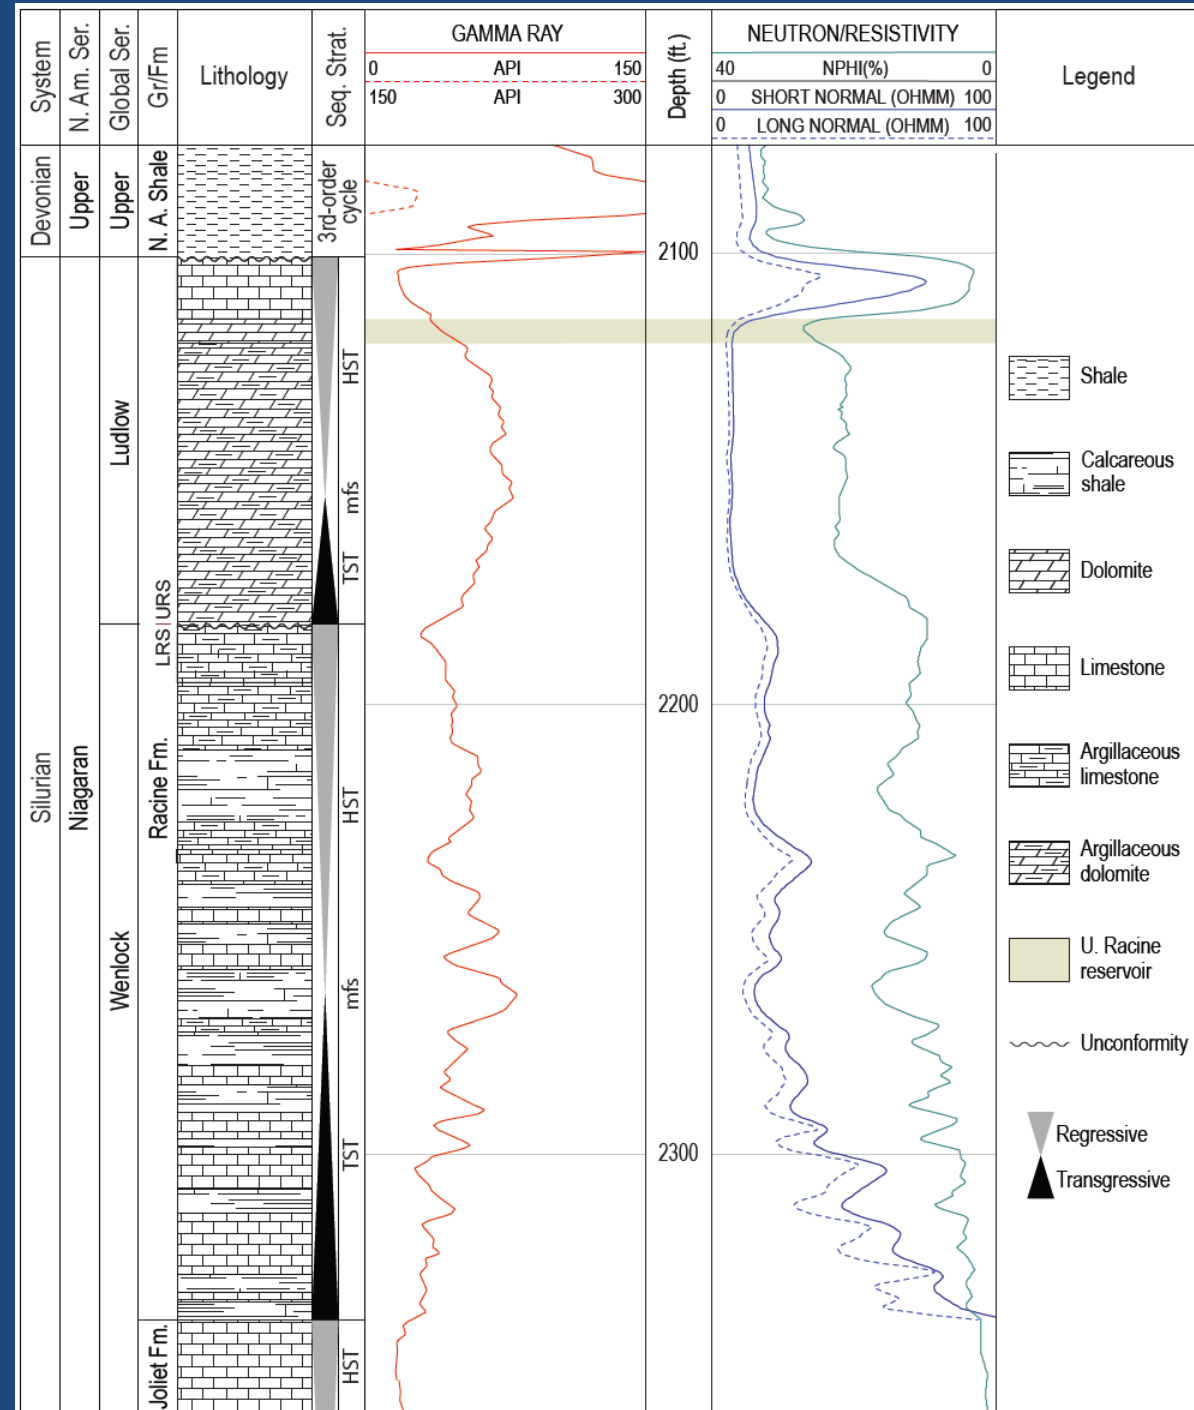 System
N. Am. Ser.
Global Ser.
Gr/Fm
Lithology
Seq. Strat.
GAMMA RAY
0 API 150
150 API 300
Depth (ft.)
NEUTRON/RESISTIVITY
40 NPHI(%) 0
0 SHORT NORMAL (OHMM) 100
0 LONG NORMAL (OHMM) 100
Legend
Devonian
Upper
Upper
N. A. Shale
3rd-order
cycle
2100
HST
Ludlow
mfs
TST
LRS|URS
2200
Silurian
Niagaran
Racine Fm.
HST
Wenlock
mfs
TST
2300
Joliet Fm.
HST
Shale
Calcareous
shale
Dolomite
Limestone
Argillaceous
limestone
Argillaceous
dolomite
U. Racine
reservoir
Unconformity
Regressive
Transgressive